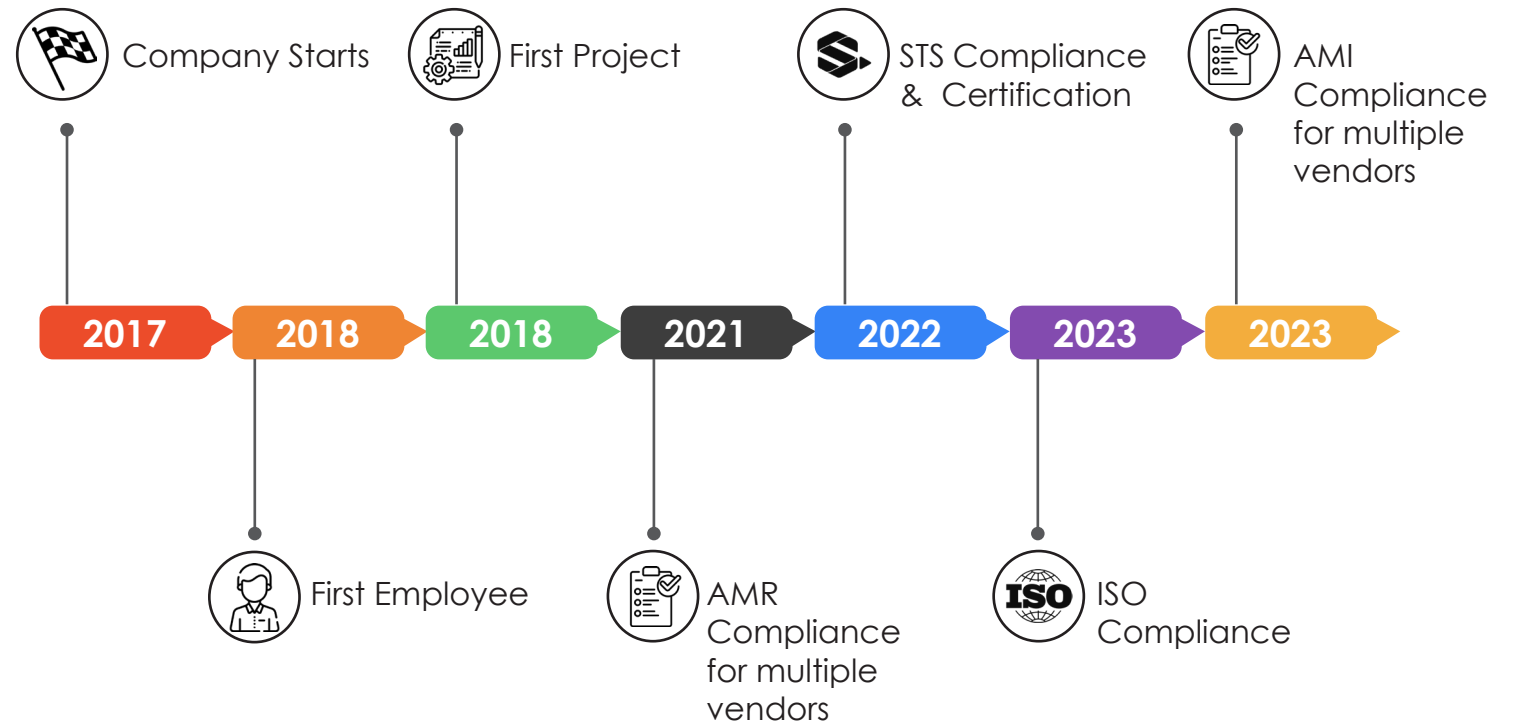 Company Starts
First Project
STS Compliance
& Certification
AMI
Compliance
for multiple
vendors
2017
2018
2018
2021
2022
2023
2023
First Employee
AMR
Compliance
for multiple
vendors
ISO
ISO
Compliance